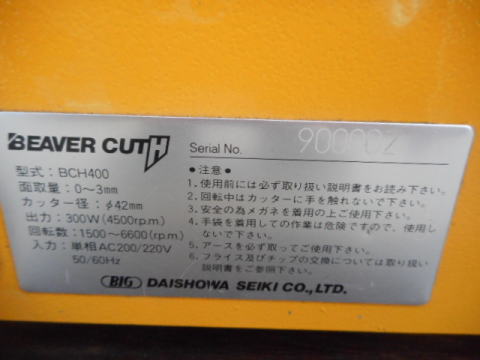 BEAVER CUT H
Serial No. 900002
型式：BCH400
面取量：0～3mm
カッター径：φ42mm
出力：300W(4500r.p.m.)
回転数：1500～6600(r.p.m.)
入力：単相AC200/220V
50/60Hz
●注意●
1．使用前には必ず取り扱い説明書をお読み下さい。
2．回転中はカッターに手を触れないで下さい。
3．安全の為メガネを着用の上ご使用下さい。
4．手袋を着用しての作業は危険ですので、使用し
ないで下さい。
5．アースを必ず取ってご使用下さい。
6．フライス及びチップの交換については取り扱い
説明書をご参照下さい。
BIG DAISHOWA SEIKI CO.,LTD.